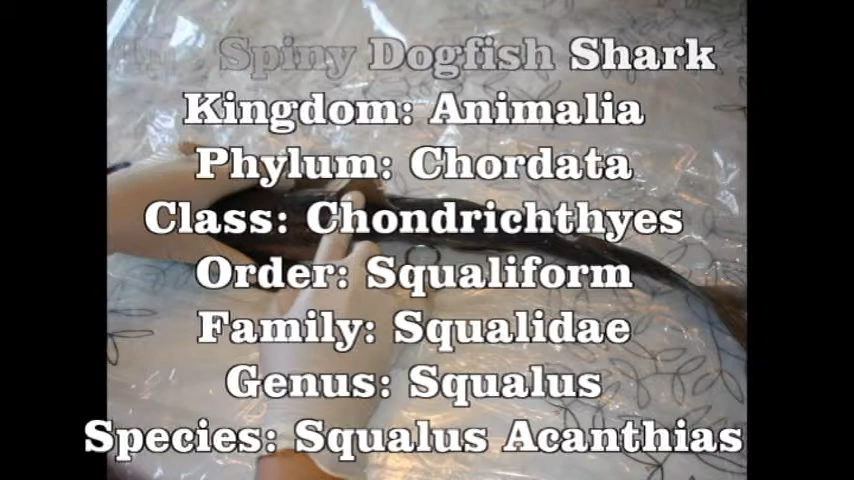 Spiny Dogfish Shark
Kingdom: Animalia
Phylum: Chordata
Class: Chondrichthyes
Order: Squaliform
Family: Squalidae
Genus: Squalus
Species: Squalus Acanthias